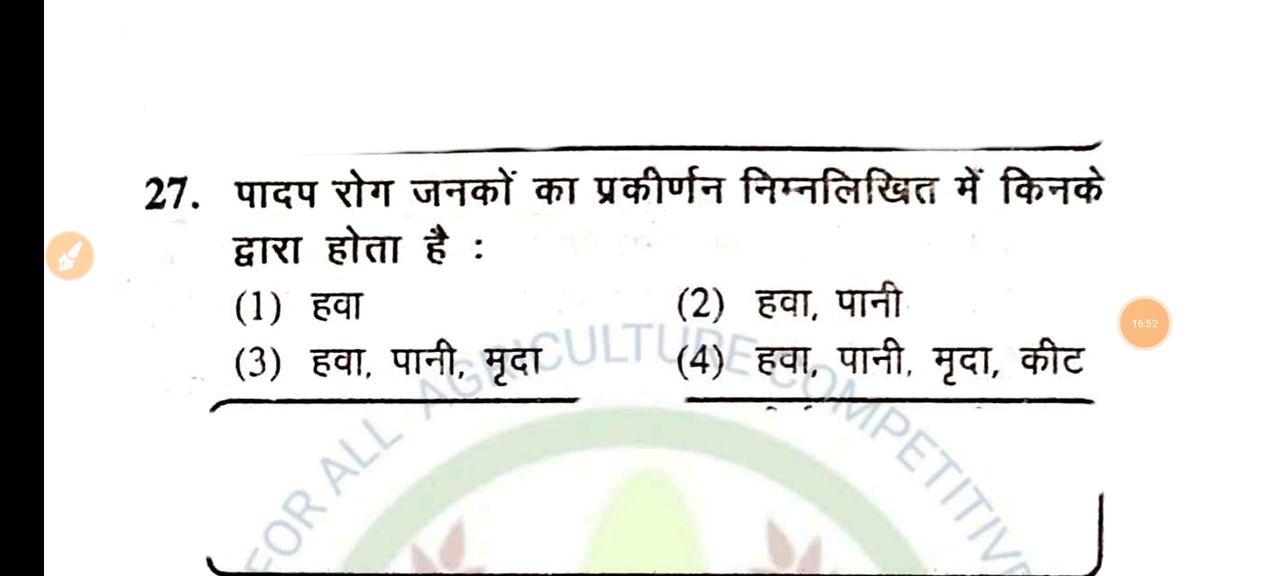 27. पादप रोग जनकों का प्रकीर्णन निम्नलिखित में किनके
द्वारा होता है :
(1) हवा (2) हवा, पानी
16:52
(3) हवा, पानी, मृदा (4) हवा, पानी, मृदा, कीट
FOR ALL AGRICULTURE COMPETITIV